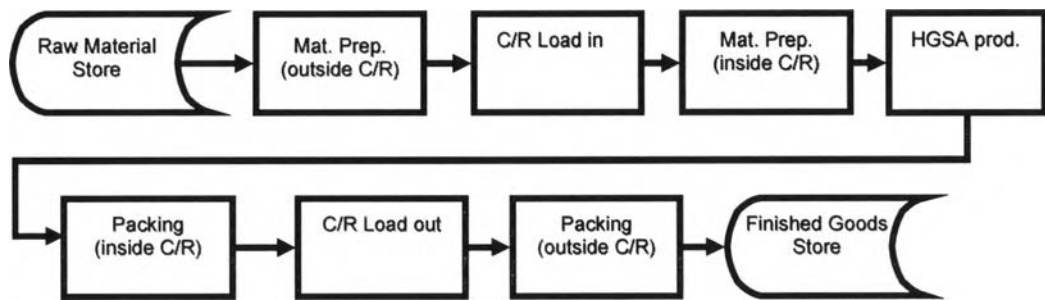 Raw Material
Store
Mat. Prep.
(outside C/R)
C/R Load in
Mat. Prep.
(inside C/R)
HGSA prod.
Packing
(inside C/R)
C/R Load out
Packing
(outside C/R)
Finished Goods
Store